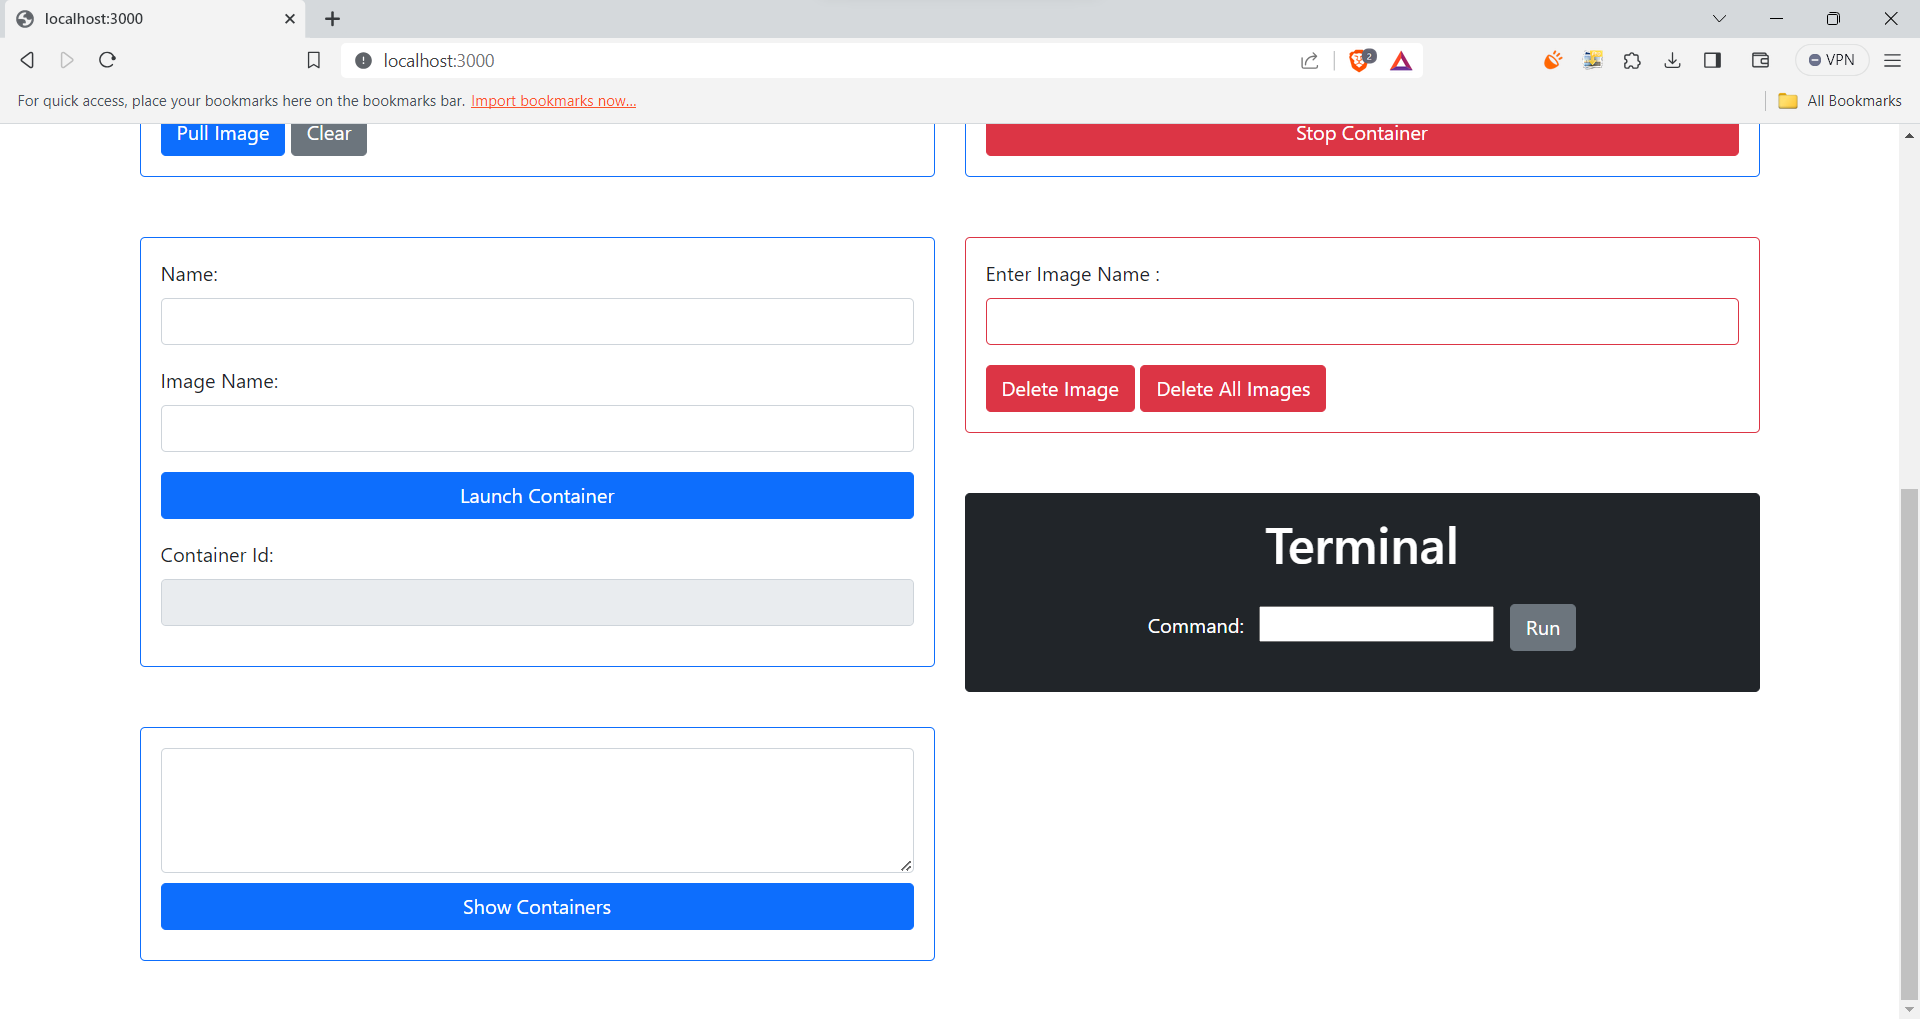 localhost:3000
localhost:3000
2
VPN
For quick access, place your bookmarks here on the bookmarks bar. Import bookmarks now...
All Bookmarks
Pull Image
Clear
Stop Container
Name:
Image Name:
Launch Container
Container Id:
Enter Image Name :
Delete Image
Delete All Images
Terminal
Command:
Run
Show Containers